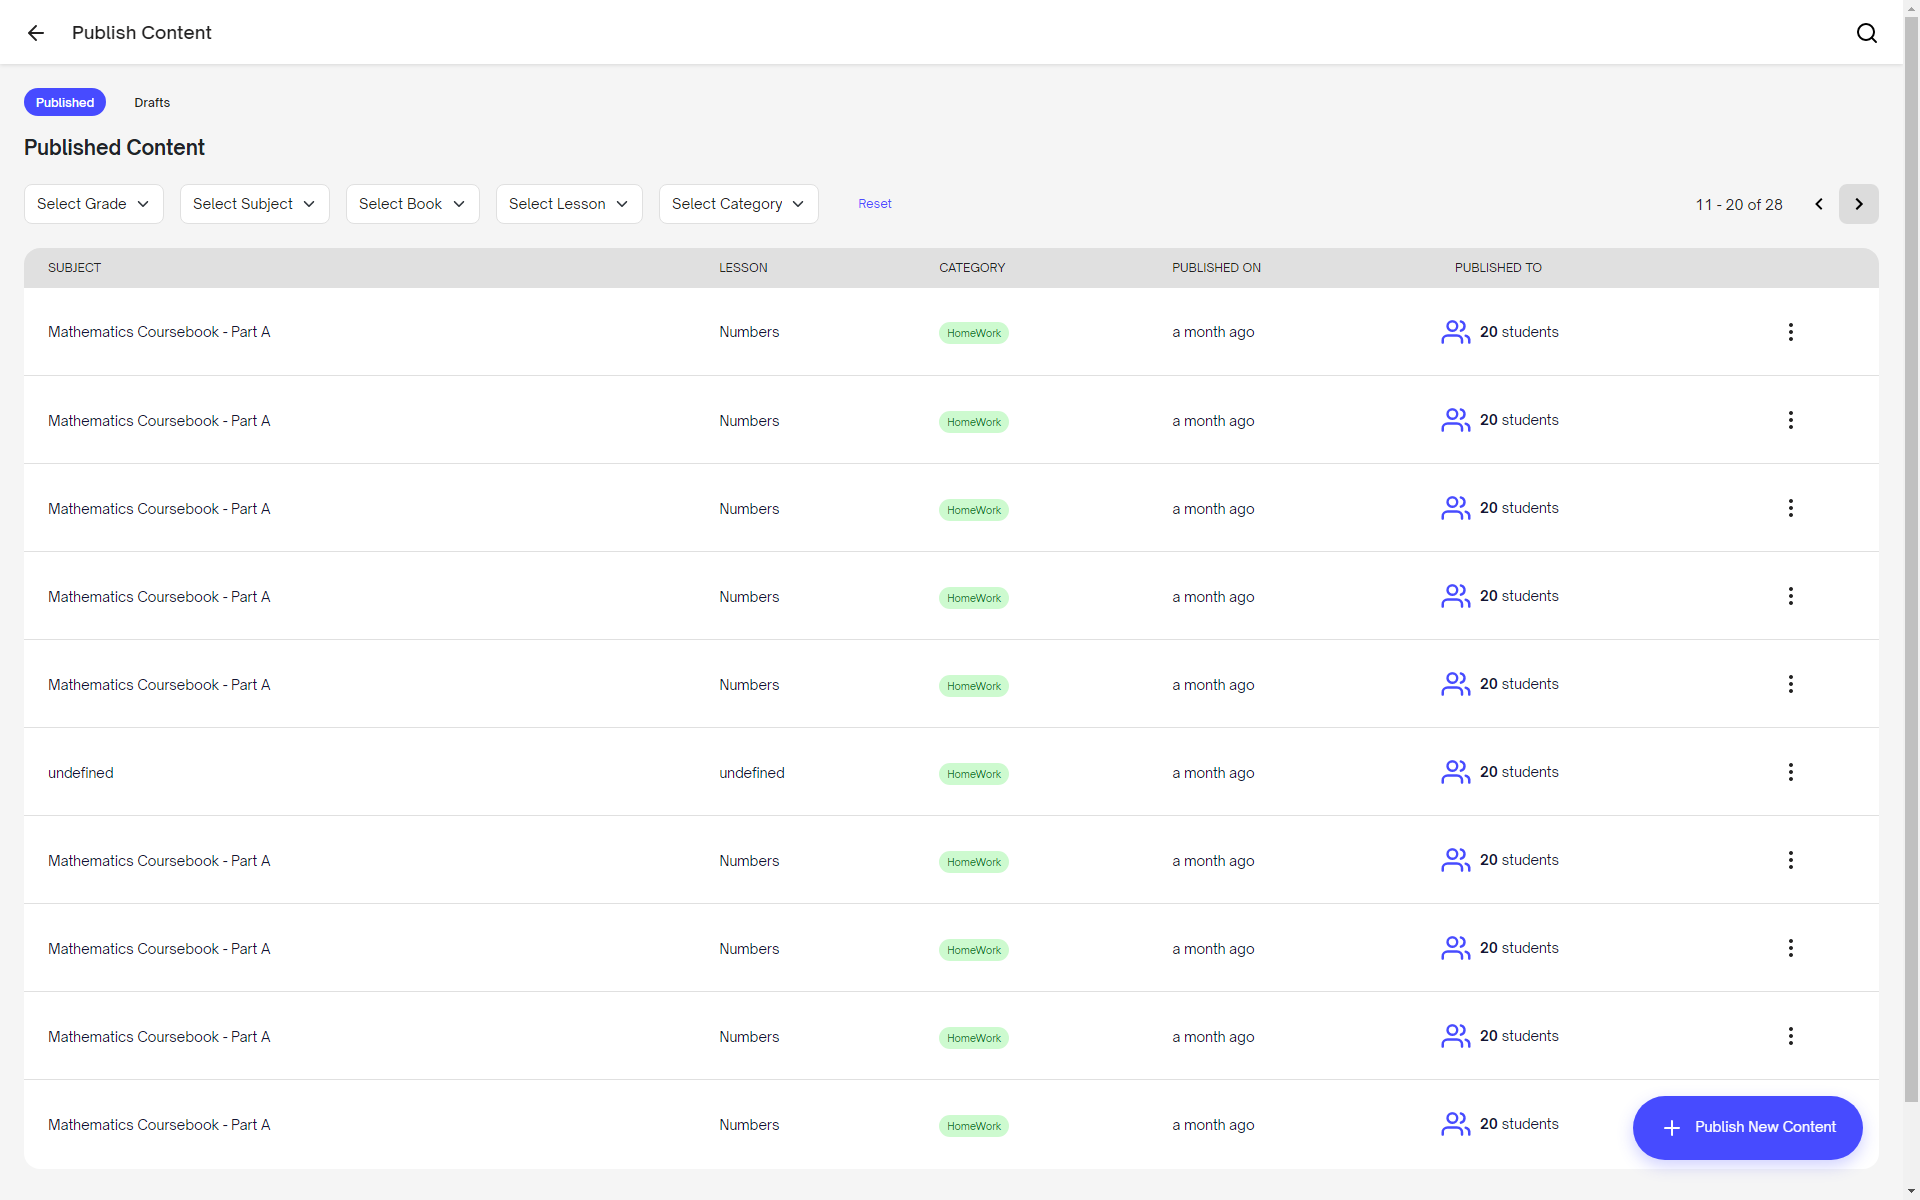 Publish Content
Published Drafts
Published Content
Select Grade Select Subject Select Book Select Lesson Select Category Reset 11 - 20 of 28
SUBJECT LESSON CATEGORY PUBLISHED ON PUBLISHED TO
Mathematics Coursebook - Part A Numbers HomeWork a month ago 20 students
Mathematics Coursebook - Part A Numbers HomeWork a month ago 20 students
Mathematics Coursebook - Part A Numbers HomeWork a month ago 20 students
Mathematics Coursebook - Part A Numbers HomeWork a month ago 20 students
Mathematics Coursebook - Part A Numbers HomeWork a month ago 20 students
undefined undefined HomeWork a month ago 20 students
Mathematics Coursebook - Part A Numbers HomeWork a month ago 20 students
Mathematics Coursebook - Part A Numbers HomeWork a month ago 20 students
Mathematics Coursebook - Part A Numbers HomeWork a month ago 20 students
Mathematics Coursebook - Part A Numbers HomeWork a month ago 20 students
Publish New Content